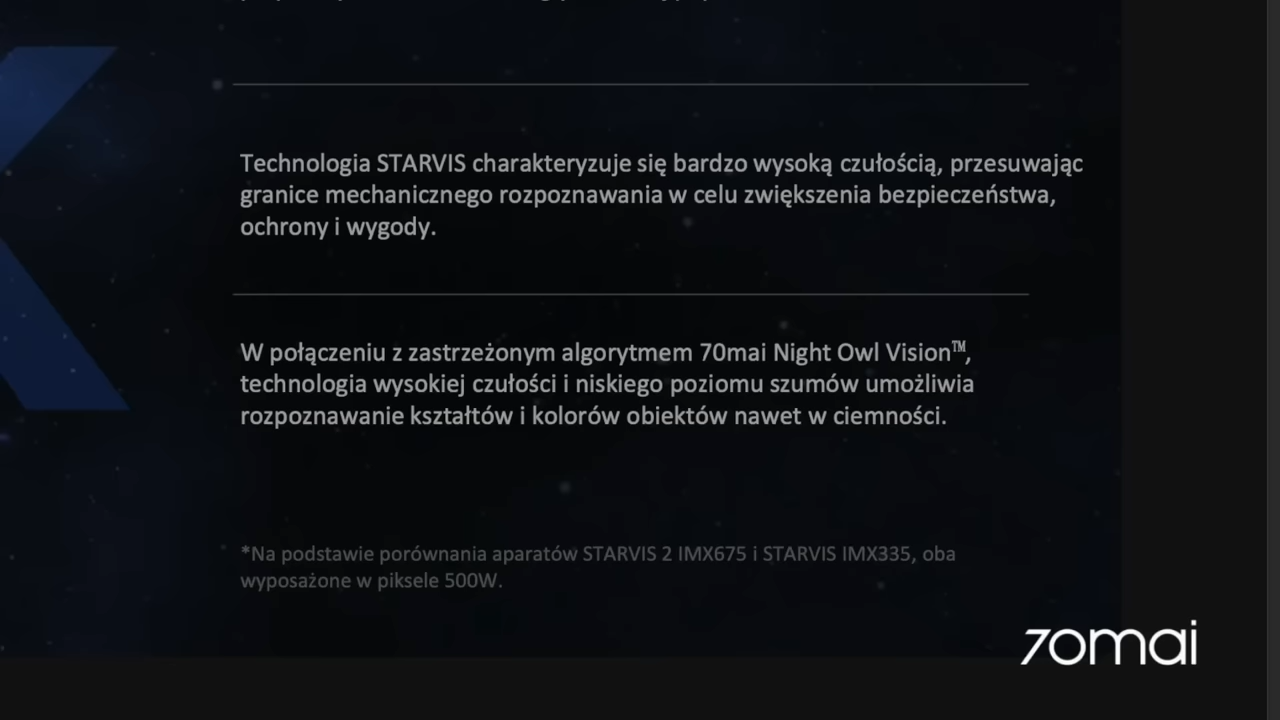 Technologia STARVIS charakteryzuje się bardzo wysoką czułością, przesuwając
granice mechanicznego rozpoznawania w celu zwiększenia bezpieczeństwa,
ochrony i wygody.
W połączeniu z zastrzeżonym algorytmem 70mai Night Owl Vision™,
technologia wysokiej czułości i niskiego poziomu szumów umożliwia
rozpoznawanie kształtów i kolorów obiektów nawet w ciemności.
*Na podstawie porównania aparatów STARVIS 2 IMX675 i STARVIS IMX335, oba
wyposażone w piksele 500W.
70mai